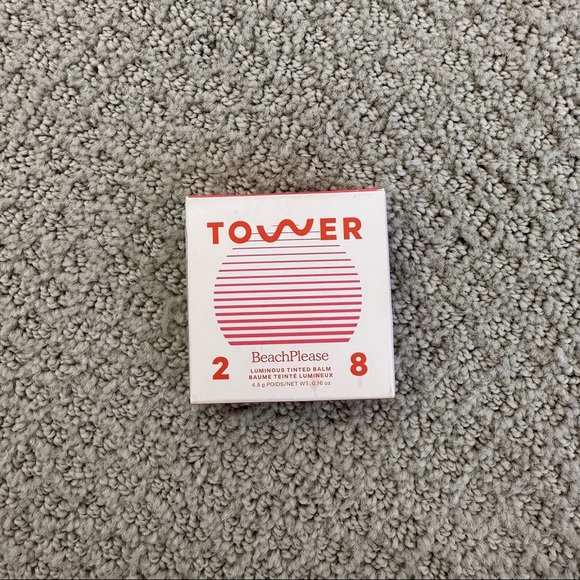 TOWER
2 BeachPlease 8
LUMINOUS TINTED BALM
BAUME TEINTÉ LUMINEUX
4.5 g POIDS/NET WT. 0.16 oz